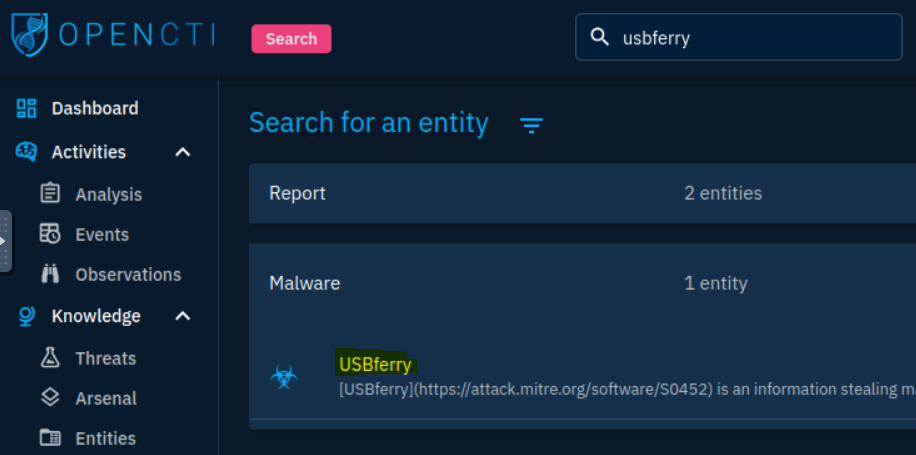 OPENCTI
Search
usbferry
Dashboard
Activities
Analysis
Events
Observations
Knowledge
Threats
Arsenal
Entities
Search for an entity
Report 2 entities
Malware 1 entity
USBferry
[USBferry](https://attack.mitre.org/software/S0452) is an information stealing m